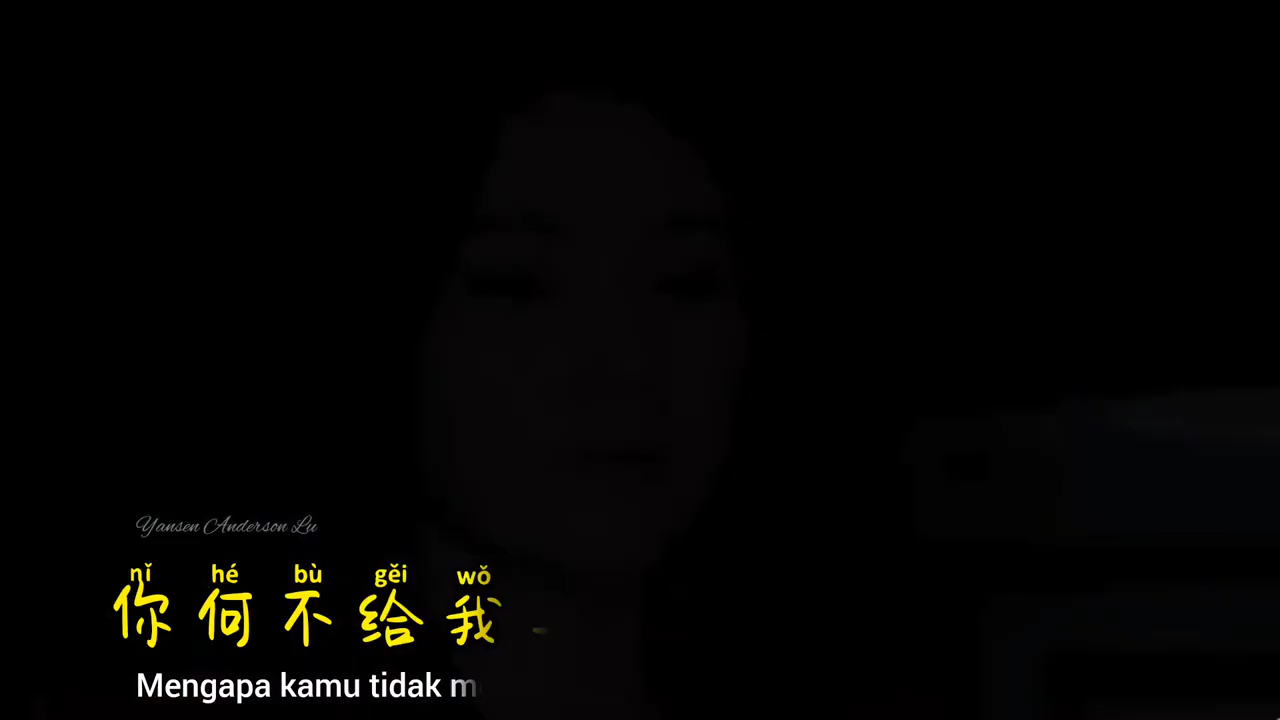 Yansen Anderson Lu
nǐ hé bù gěi wǒ
你何不给我
Mengapa kamu tidak